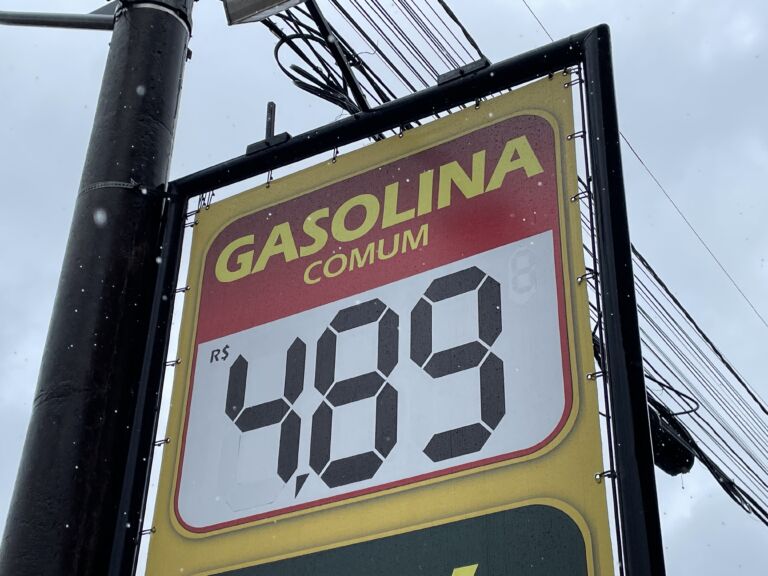 GASOLINA
COMUM
R$ 4,89